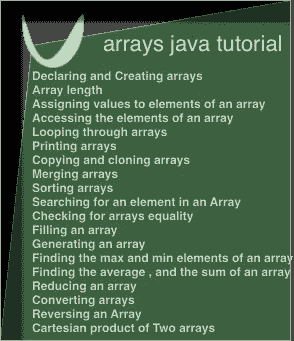 arrays java tutorial
Declaring and Creating arrays
Array length
Assigning values to elements of an array
Accessing the elements of an array
Looping through arrays
Printing arrays
Copying and cloning arrays
Merging arrays
Sorting arrays
Searching for an element in an Array
Checking for arrays equality
Filling an array
Generating an array
Finding the max and min elements of an array
Finding the average , and the sum of an array
Reducing an array
Converting arrays
Reversing an Array
Cartesian product of Two arrays